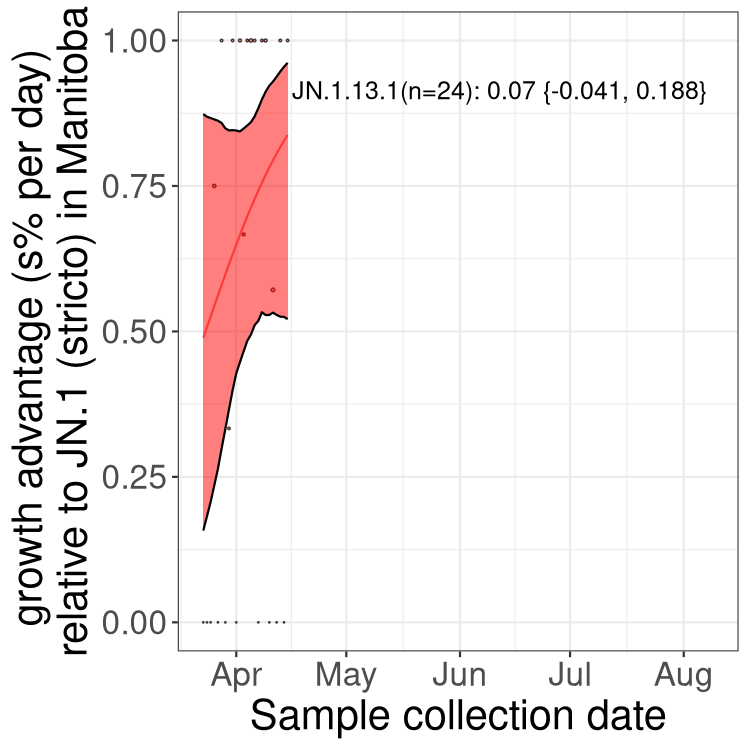 growth advantage (s% per day)
relative to JN.1 (stricto) in Manitoba
1.00
0.75
0.50
0.25
0.00
JN.1.13.1(n=24): 0.07 {-0.041, 0.188}
Apr May Jun Jul Aug
Sample collection date